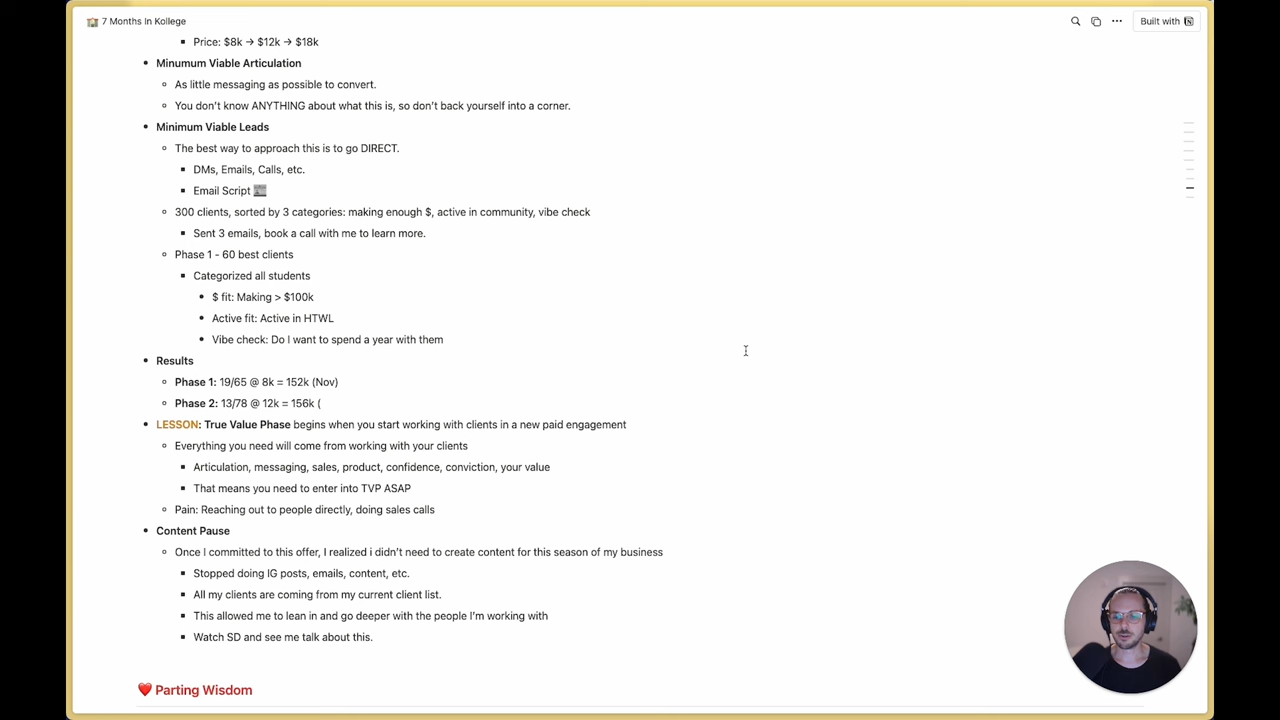 7 Months In Kollege
Built with
Price: $8k → $12k → $18k
Minumum Viable Articulation
As little messaging as possible to convert.
You don't know ANYTHING about what this is, so don't back yourself into a corner.
Minimum Viable Leads
The best way to approach this is to go DIRECT.
DMs, Emails, Calls, etc.
Email Script
300 clients, sorted by 3 categories: making enough $, active in community, vibe check
Sent 3 emails, book a call with me to learn more.
Phase 1 - 60 best clients
Categorized all students
$ fit: Making > $100k
Active fit: Active in HTWL
Vibe check: Do I want to spend a year with them
Results
Phase 1: 19/65 @ 8k = 152k (Nov)
Phase 2: 13/78 @ 12k = 156k (
LESSON: True Value Phase begins when you start working with clients in a new paid engagement
Everything you need will come from working with your clients
Articulation, messaging, sales, product, confidence, conviction, your value
That means you need to enter into TVP ASAP
Pain: Reaching out to people directly, doing sales calls
Content Pause
Once I committed to this offer, I realized i didn't need to create content for this season of my business
Stopped doing IG posts, emails, content, etc.
All my clients are coming from my current client list.
This allowed me to lean in and go deeper with the people I'm working with
Watch SD and see me talk about this.
❤️ Parting Wisdom